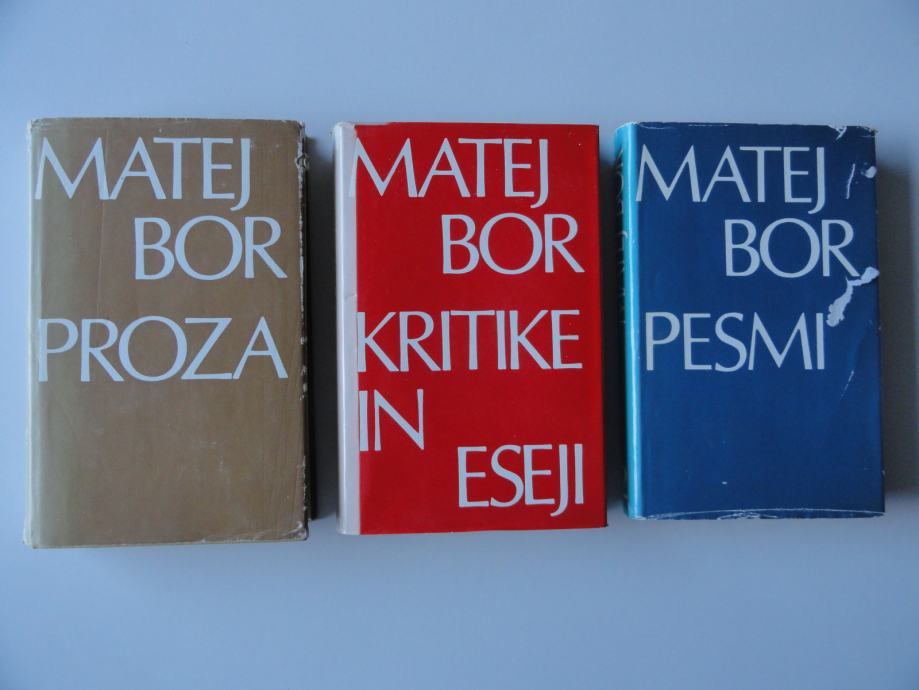 MATEJ
BOR
PROZA
MATEJ
BOR
KRITIKE
IN
ESEJI
MATEJ
BOR
PESMI